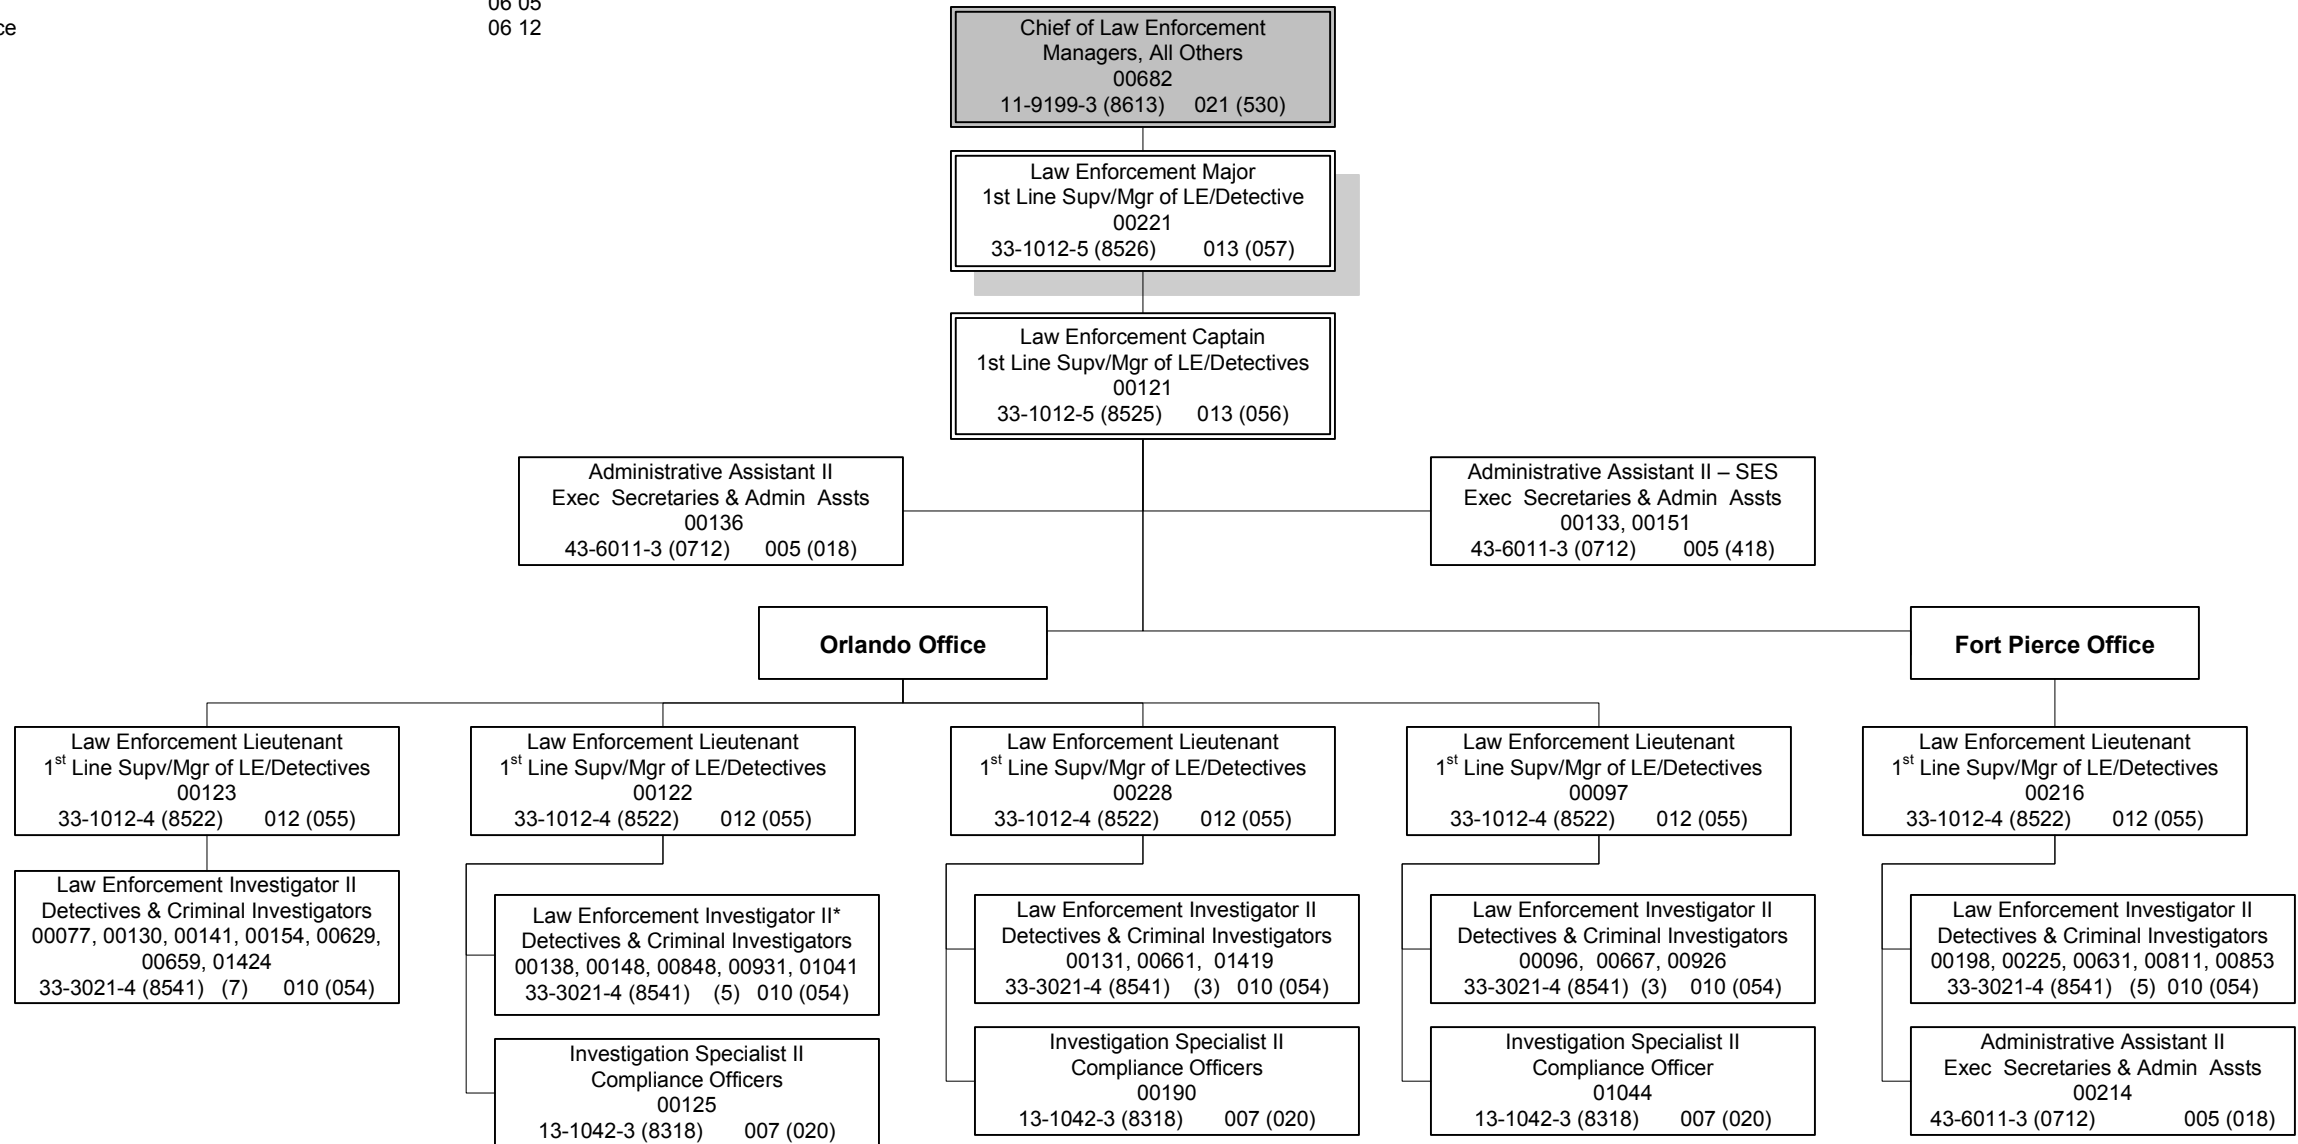 06 05
ce
06 12
Chief of Law Enforcement
Managers, All Others
00682
11-9199-3 (8613) 021 (530)
Law Enforcement Major
1st Line Supv/Mgr of LE/Detective
00221
33-1012-5 (8526) 013 (057)
Law Enforcement Captain
1st Line Supv/Mgr of LE/Detectives
00121
33-1012-5 (8525) 013 (056)
Administrative Assistant II
Exec Secretaries & Admin Assts
00136
43-6011-3 (0712) 005 (018)
Administrative Assistant II – SES
Exec Secretaries & Admin Assts
00133, 00151
43-6011-3 (0712) 005 (418)
Orlando Office
Fort Pierce Office
Law Enforcement Lieutenant
1st Line Supv/Mgr of LE/Detectives
00123
33-1012-4 (8522) 012 (055)
Law Enforcement Lieutenant
1st Line Supv/Mgr of LE/Detectives
00122
33-1012-4 (8522) 012 (055)
Law Enforcement Lieutenant
1st Line Supv/Mgr of LE/Detectives
00228
33-1012-4 (8522) 012 (055)
Law Enforcement Lieutenant
1st Line Supv/Mgr of LE/Detectives
00097
33-1012-4 (8522) 012 (055)
Law Enforcement Lieutenant
1st Line Supv/Mgr of LE/Detectives
00216
33-1012-4 (8522) 012 (055)
Law Enforcement Investigator II
Detectives & Criminal Investigators
00077, 00130, 00141, 00154, 00629,
00659, 01424
33-3021-4 (8541) (7) 010 (054)
Law Enforcement Investigator II*
Detectives & Criminal Investigators
00138, 00148, 00848, 00931, 01041
33-3021-4 (8541) (5) 010 (054)
Law Enforcement Investigator II
Detectives & Criminal Investigators
00131, 00661, 01419
33-3021-4 (8541) (3) 010 (054)
Law Enforcement Investigator II
Detectives & Criminal Investigators
00096, 00667, 00926
33-3021-4 (8541) (3) 010 (054)
Law Enforcement Investigator II
Detectives & Criminal Investigators
00198, 00225, 00631, 00811, 00853
33-3021-4 (8541) (5) 010 (054)
Investigation Specialist II
Compliance Officers
00125
13-1042-3 (8318) 007 (020)
Investigation Specialist II
Compliance Officers
00190
13-1042-3 (8318) 007 (020)
Investigation Specialist II
Compliance Officer
01044
13-1042-3 (8318) 007 (020)
Administrative Assistant II
Exec Secretaries & Admin Assts
00214
43-6011-3 (0712) 005 (018)